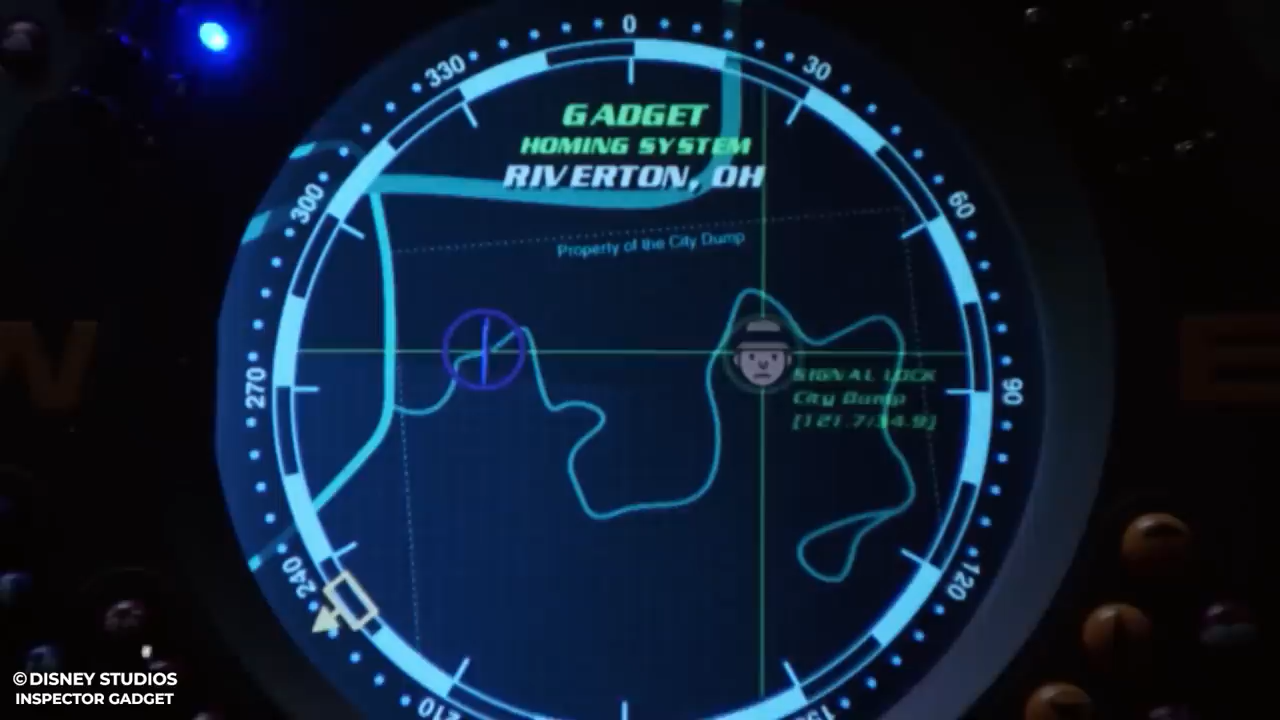 0
330
30
GADGET
HOMING SYSTEM
RIVERTON, OH
300
60
Property of the City Dump
270
90
SIGNAL LOCK
City Dump
[121.7/34.9]
240
120
210
©DISNEY STUDIOS
INSPECTOR GADGET